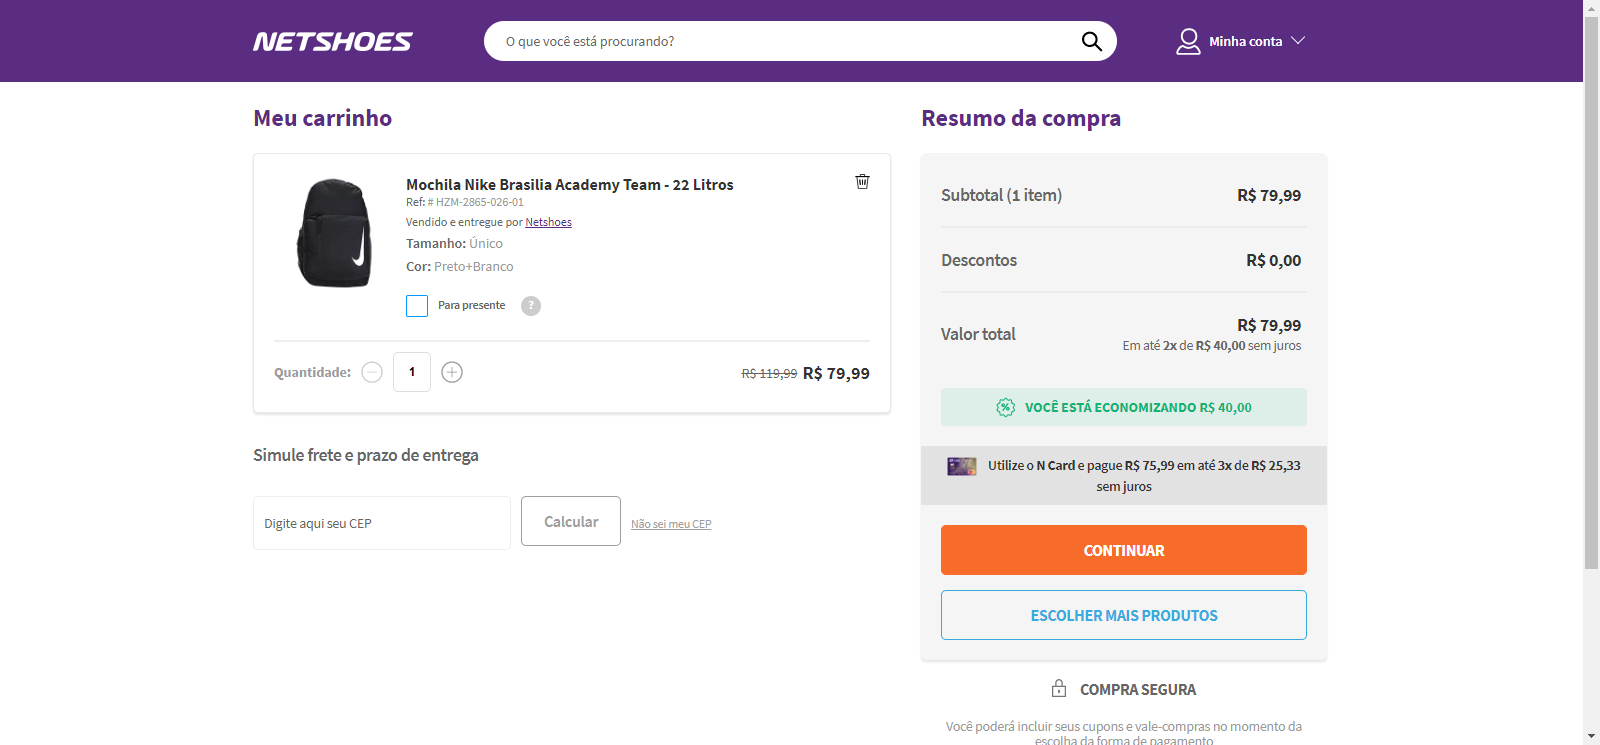 NETSHOES
O que você está procurando?
Minha conta
Meu carrinho
Mochila Nike Brasilia Academy Team - 22 Litros
Ref: # HZM-2865-026-01
Vendido e entregue por Netshoes
Tamanho: Único
Cor: Preto+Branco
Para presente ?
Quantidade: 1
R$ 119,99 R$ 79,99
Simule frete e prazo de entrega
Digite aqui seu CEP
Calcular
Não sei meu CEP
Resumo da compra
Subtotal (1 item) R$ 79,99
Descontos R$ 0,00
Valor total R$ 79,99
Em até 2x de R$ 40,00 sem juros
VOCÊ ESTÁ ECONOMIZANDO R$ 40,00
Utilize o N Card e pague R$ 75,99 em até 3x de R$ 25,33
sem juros
CONTINUAR
ESCOLHER MAIS PRODUTOS
COMPRA SEGURA
Você poderá incluir seus cupons e vale-compras no momento da
escolha da forma de pagamento